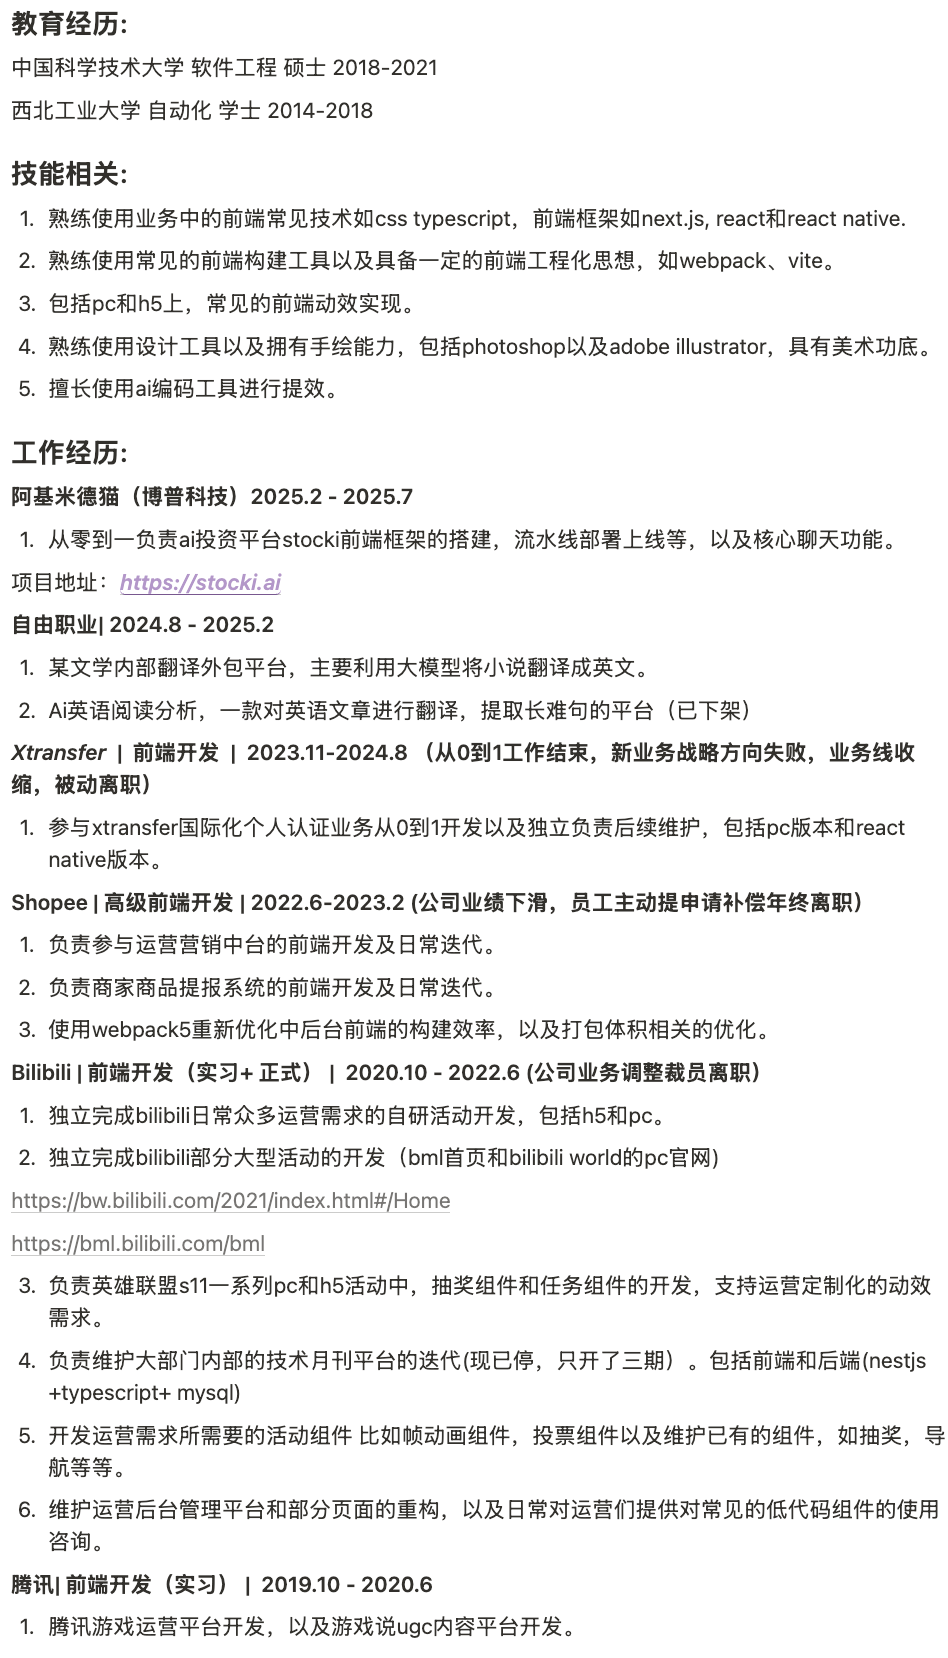 教育经历:
中国科学技术大学 软件工程 硕士 2018-2021
西北工业大学 自动化 学士 2014-2018
技能相关:
1. 熟练使用业务中的前端常见技术如css typescript，前端框架如next.js, react和react native.
2. 熟练使用常见的前端构建工具以及具备一定的前端工程化思想，如webpack、vite。
3. 包括pc和h5上，常见的前端动效实现。
4. 熟练使用设计工具以及拥有手绘能力，包括photoshop以及adobe illustrator，具有美术功底。
5. 擅长使用ai编码工具进行提效。
工作经历:
阿基米德猫（博普科技）2025.2 - 2025.7
1. 从零到一负责ai投资平台stocki前端框架的搭建，流水线部署上线等，以及核心聊天功能。
项目地址：https://stocki.ai
自由职业| 2024.8 - 2025.2
1. 某文学内部翻译外包平台，主要利用大模型将小说翻译成英文。
2. Ai英语阅读分析，一款对英语文章进行翻译，提取长难句的平台（已下架）
Xtransfer | 前端开发 | 2023.11-2024.8 （从0到1工作结束，新业务战略方向失败，业务线收
缩，被动离职）
1. 参与xtransfer国际化个人认证业务从0到1开发以及独立负责后续维护，包括pc版本和react
native版本。
Shopee | 高级前端开发 | 2022.6-2023.2 (公司业绩下滑，员工主动提申请补偿年终离职）
1. 负责参与运营营销中台的前端开发及日常迭代。
2. 负责商家商品提报系统的前端开发及日常迭代。
3. 使用webpack5重新优化中后台前端的构建效率，以及打包体积相关的优化。
Bilibili | 前端开发（实习+ 正式） | 2020.10 - 2022.6 (公司业务调整裁员离职）
1. 独立完成bilibili日常众多运营需求的自研活动开发，包括h5和pc。
2. 独立完成bilibili部分大型活动的开发（bml首页和bilibili world的pc官网)
https://bw.bilibili.com/2021/index.html#/Home
https://bml.bilibili.com/bml
3. 负责英雄联盟s11一系列pc和h5活动中，抽奖组件和任务组件的开发，支持运营定制化的动效
需求。
4. 负责维护大部门内部的技术月刊平台的迭代(现已停，只开了三期）。包括前端和后端(nestjs
+typescript+ mysql)
5. 开发运营需求所需要的活动组件 比如帧动画组件，投票组件以及维护已有的组件，如抽奖，导
航等等。
6. 维护运营后台管理平台和部分页面的重构，以及日常对运营们提供对常见的低代码组件的使用
咨询。
腾讯| 前端开发（实习） | 2019.10 - 2020.6
1. 腾讯游戏运营平台开发，以及游戏说ugc内容平台开发。